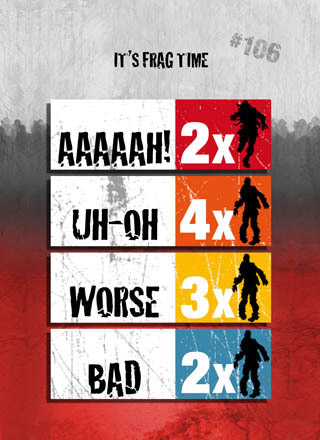 #106
IT'S FRAG TIME
AAAAAH! 2x
UH-OH 4x
WORSE 3x
BAD 2x